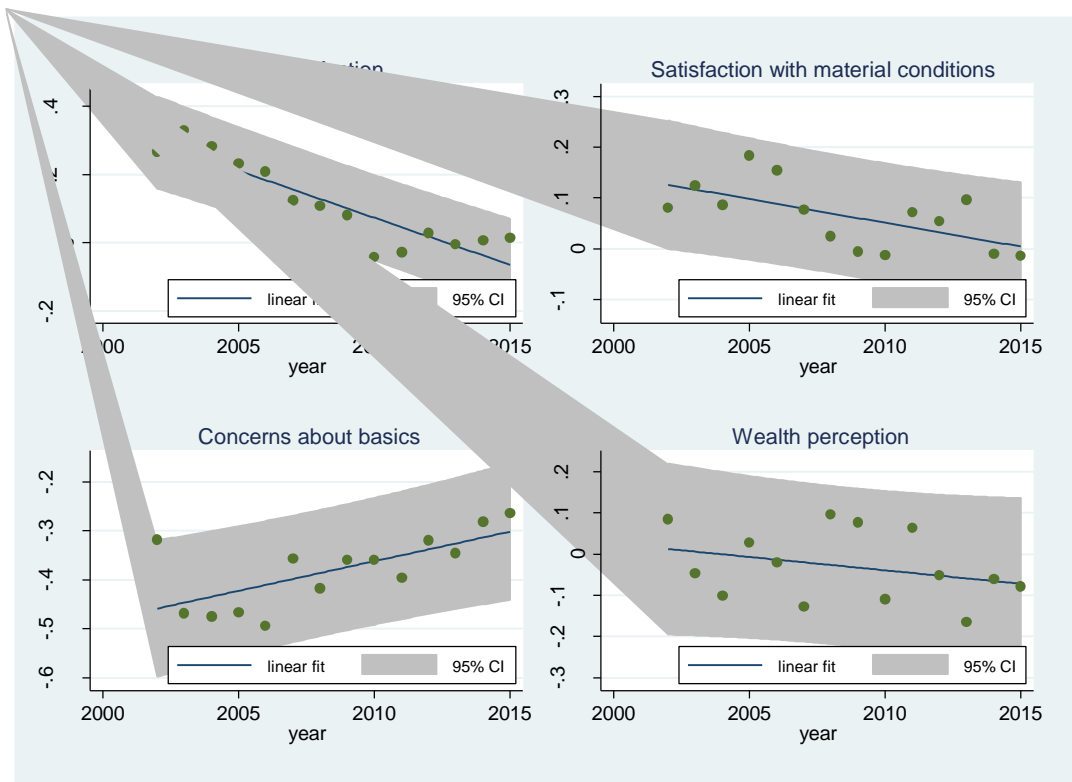 Satisfaction with material conditions
.4
-.2
2000
2005
2015
year
linear
95% CI
.3
.2
.1
0
-.1
2000
2005
2010
2015
year
linear fit
95% CI
Concerns about basics
-.2
-.3
-.4
-.5
-.6
2000
2005
2010
2015
year
linear fit
95% CI
Wealth perception
.2
.1
0
-.1
-.2
-.3
2000
2005
2010
2015
year
linear fit
95% CI